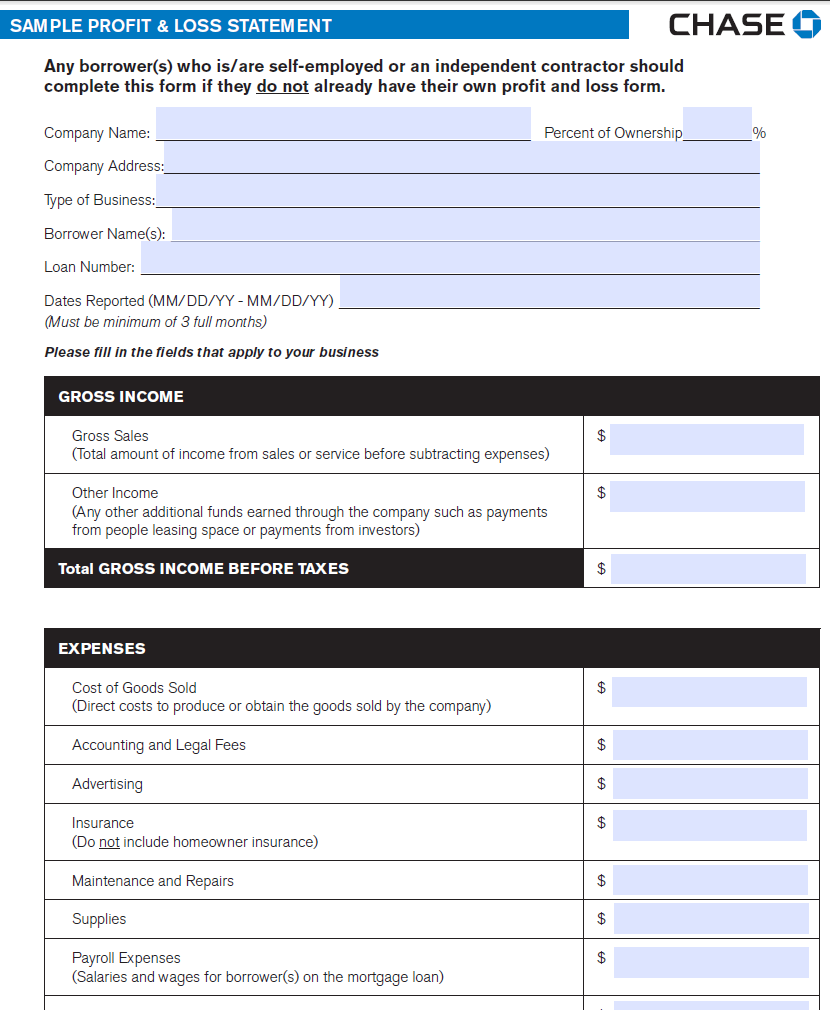 SAMPLE PROFIT & LOSS STATEMENT
CHASE
Any borrower(s) who is/are self-employed or an independent contractor should
complete this form if they do not already have their own profit and loss form.
Company Name: Percent of Ownership %
Company Address:
Type of Business:
Borrower Name(s):
Loan Number:
Dates Reported (MM/DD/YY - MM/DD/YY)
(Must be minimum of 3 full months)
Please fill in the fields that apply to your business
GROSS INCOME
Gross Sales $
(Total amount of income from sales or service before subtracting expenses)
Other Income $
(Any other additional funds earned through the company such as payments
from people leasing space or payments from investors)
Total GROSS INCOME BEFORE TAXES $
EXPENSES
Cost of Goods Sold $
(Direct costs to produce or obtain the goods sold by the company)
Accounting and Legal Fees $
Advertising $
Insurance $
(Do not include homeowner insurance)
Maintenance and Repairs $
Supplies $
Payroll Expenses $
(Salaries and wages for borrower(s) on the mortgage loan)